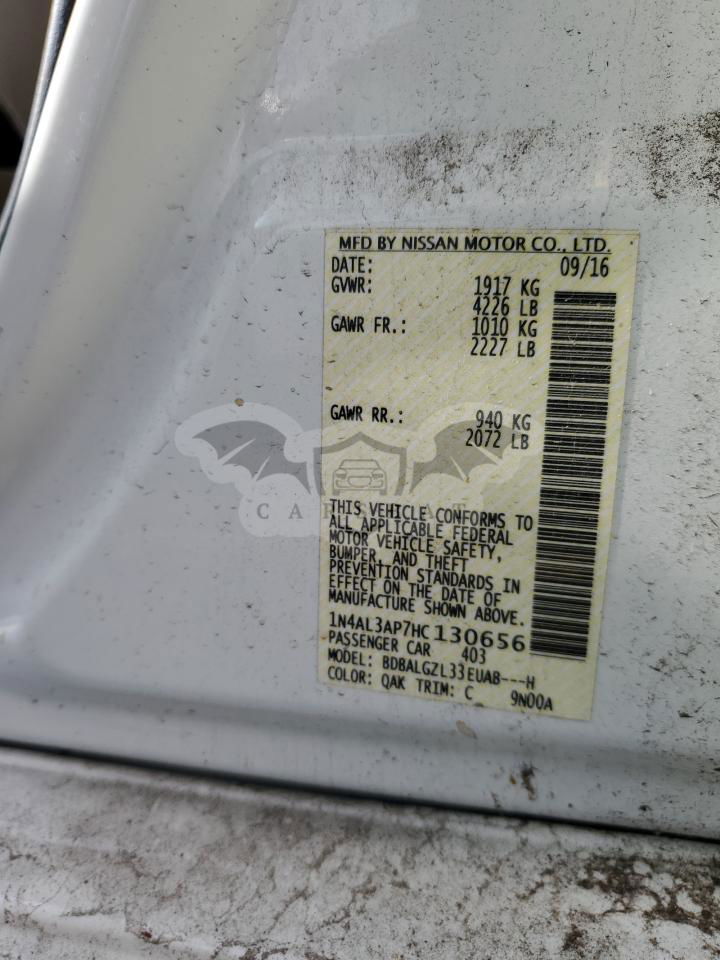 MFD BY NISSAN MOTOR CO., LTD.
DATE: 09/16
GVWR: 1917 KG
4226 LB
GAWR FR.: 1010 KG
2227 LB
GAWR RR.: 940 KG
2072 LB
THIS VEHICLE CONFORMS TO
ALL APPLICABLE FEDERAL
MOTOR VEHICLE SAFETY,
BUMPER, AND THEFT
PREVENTION STANDARDS IN
EFFECT ON THE DATE OF
MANUFACTURE SHOWN ABOVE.
1N4AL3AP7HC130656
PASSENGER CAR 403
MODEL: BDBALGZL33EUAB---H
COLOR: QAK TRIM: C 9N00A